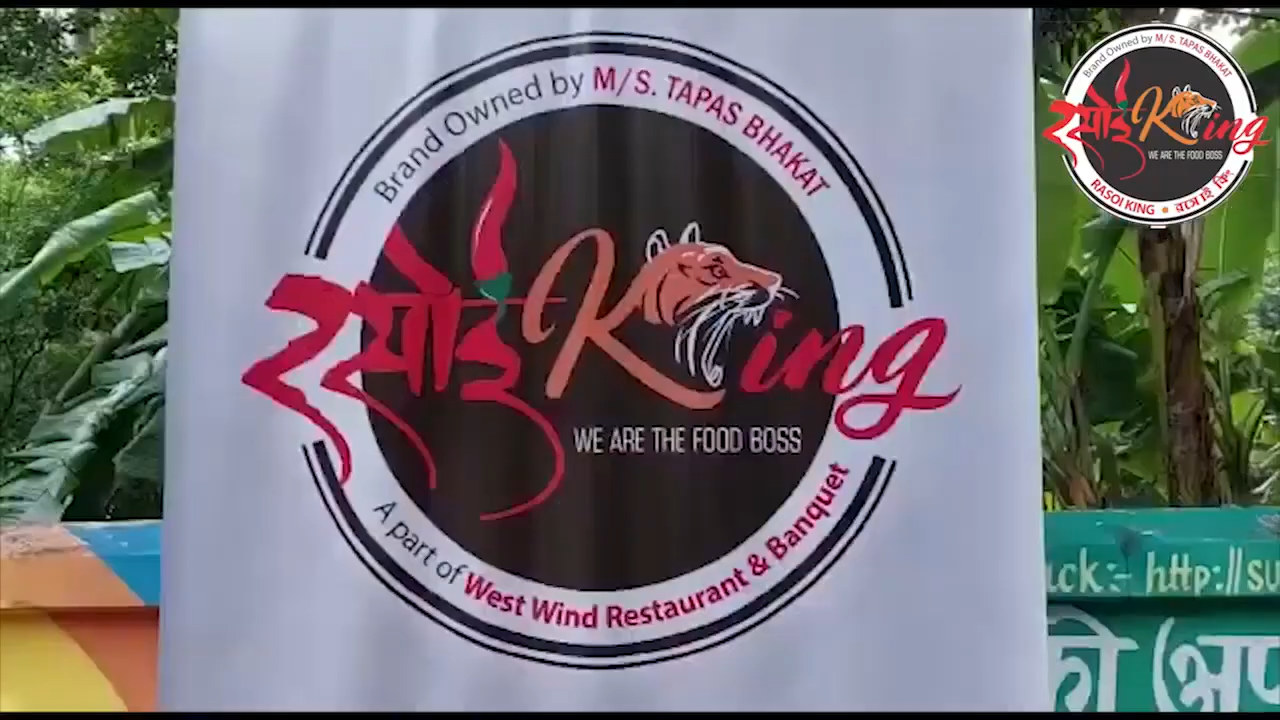 Brand Owned by M/S. TAPAS BHAKAT
रसोई King
WE ARE THE FOOD BOSS
A part of West Wind Restaurant & Banquet
Brand Owned by M/S. TAPAS BHAKAT
रसोई King
WE ARE THE FOOD BOSS
RASOI KING •
ck:- http://su
की